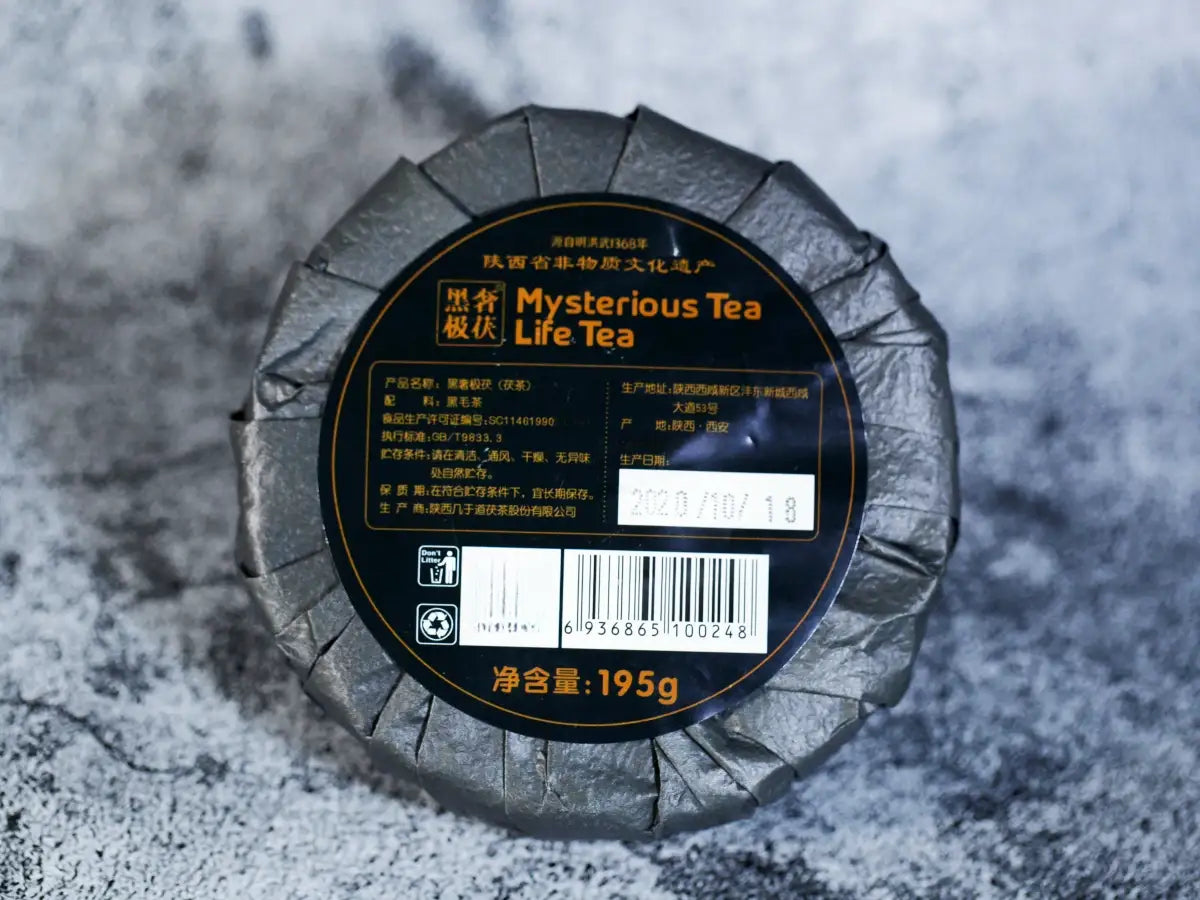 源自明洪武1368年
陕西省非物质文化遗产
黑奢
极茯
Mysterious Tea
Life Tea
产品名称：黑奢极茯（茯茶）
配 料：黑毛茶
食品生产许可证编号:SC11461990
执行标准:GB/T9833.3
贮存条件:请在清洁、通风、干燥、无异味
处自然贮存。
保 质 期:在符合贮存条件下，宜长期保存。
生 产 商:陕西几于道茯茶股份有限公司
生产地址:陕西西咸新区沣东新城西咸
大道53号
产 地:陕西·西安
生产日期:
2020/10/18
Don't
Litter
6 936865 100248
净含量:195g